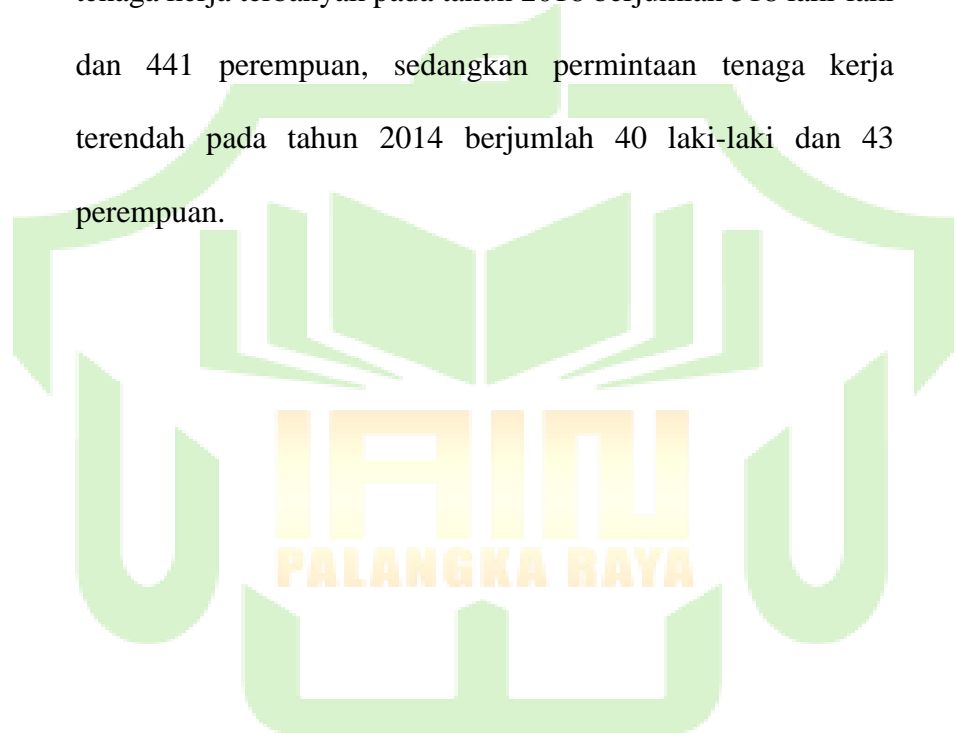 dan 441 perempuan, sedangkan permintaan tenaga kerja
terendah pada tahun 2014 berjumlah 40 laki-laki dan 43
perempuan.
IAIN
PALANGKA RAYA